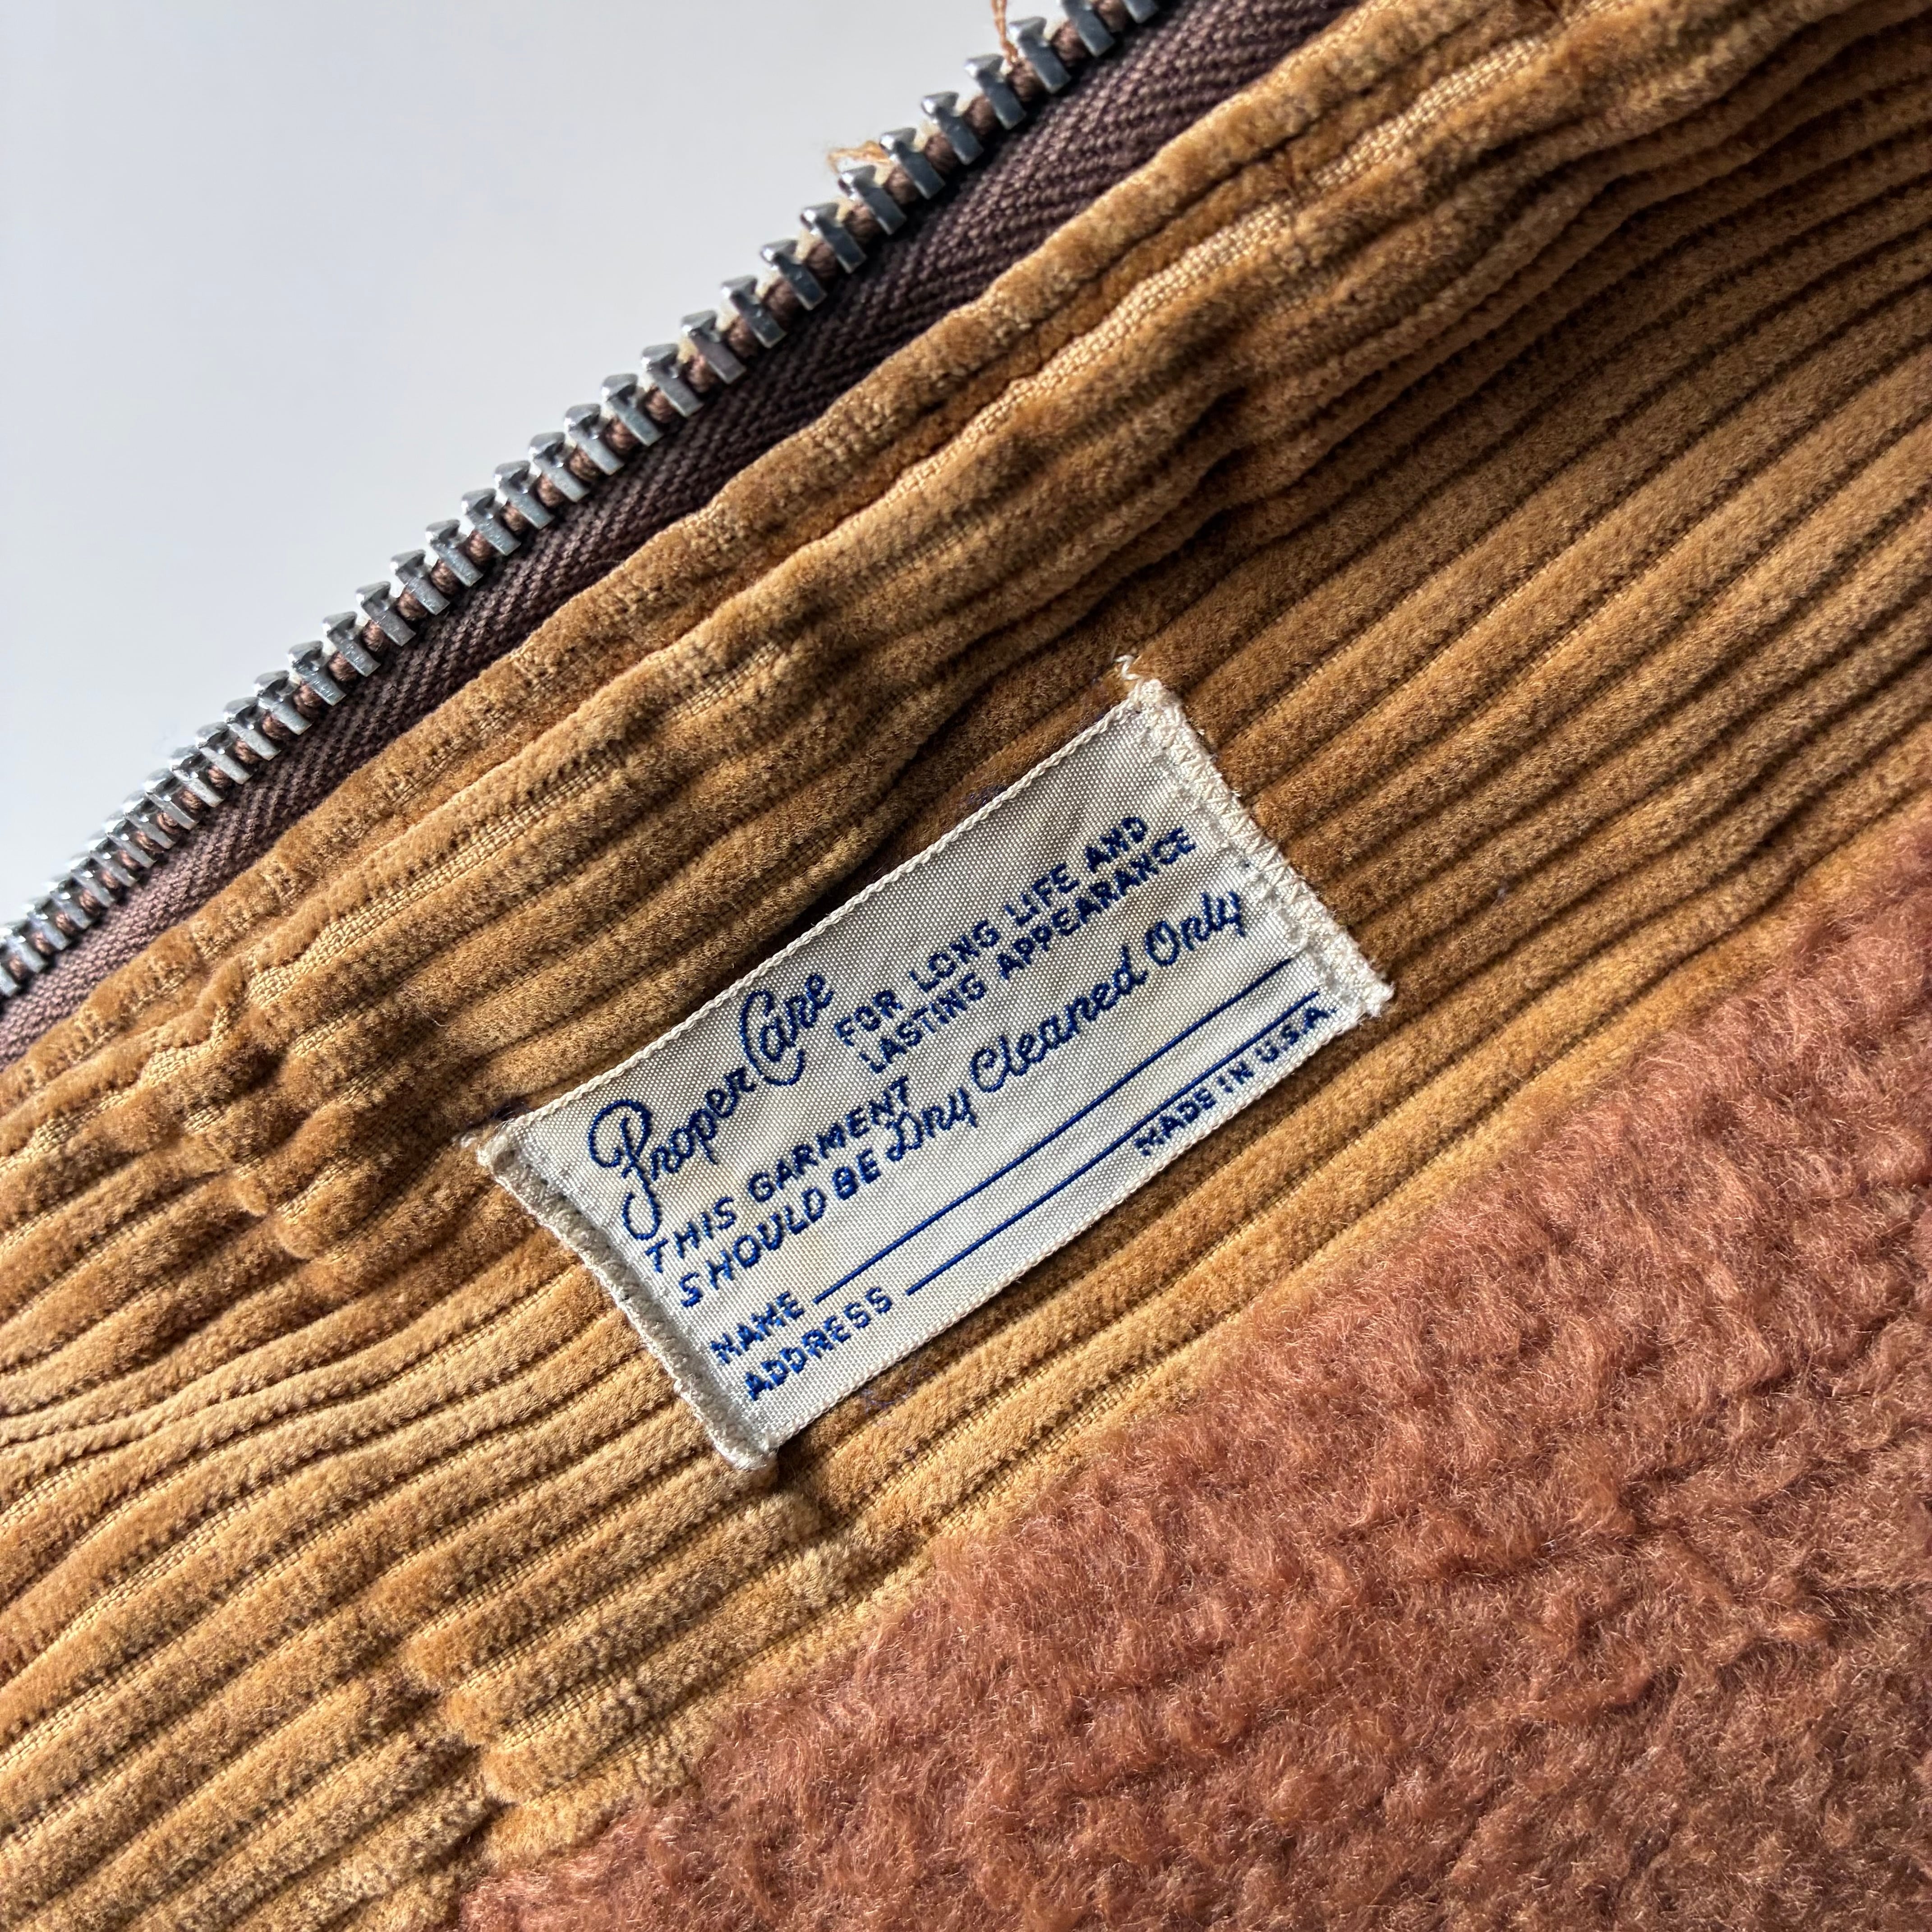 Proper Care FOR LONG LIFE AND
LASTING APPEARANCE
THIS GARMENT
SHOULD BE Dry Cleaned Only
NAME
ADDRESS
MADE IN U.S.A.